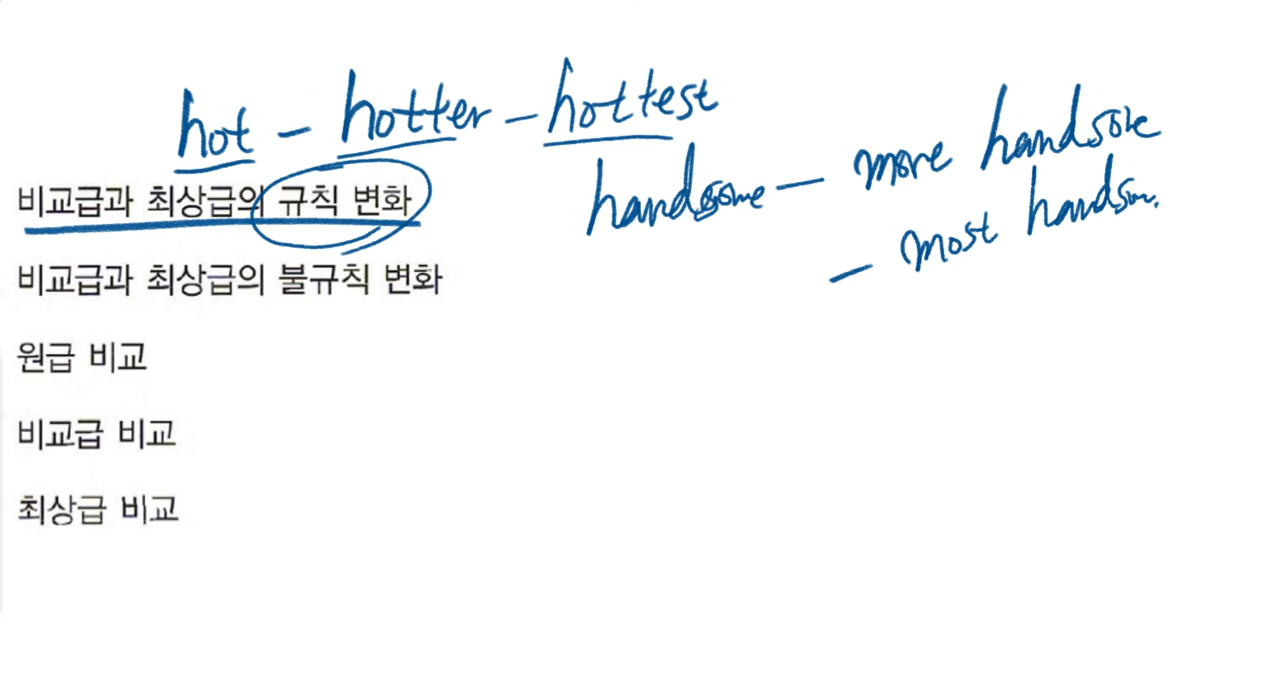 hot - hotter - hottest
handsome - more handsome
- most handsom.
비교급과 최상급의 규칙 변화
비교급과 최상급의 불규칙 변화
원급 비교
비교급 비교
최상급 비교